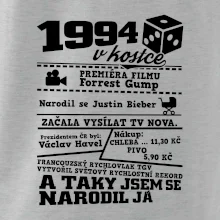 1994
v kostce
PREMIÉRA FILMU
Forrest Gump
Narodil se Justin Bieber
ZAČALA VYSÍLAT TV NOVA.
Prezidentem ČR byl:
Václav Havel
Nákup:
CHLEBA ... 11,30 KČ
PIVO
5,90 KČ
FRANCOUZSKÝ RYCHLOVLAK TGV
VYTVOŘIL SVĚTOVÝ RYCHLOSTNÍ REKORD
A TAKY JSEM SE
NARODIL JÁ